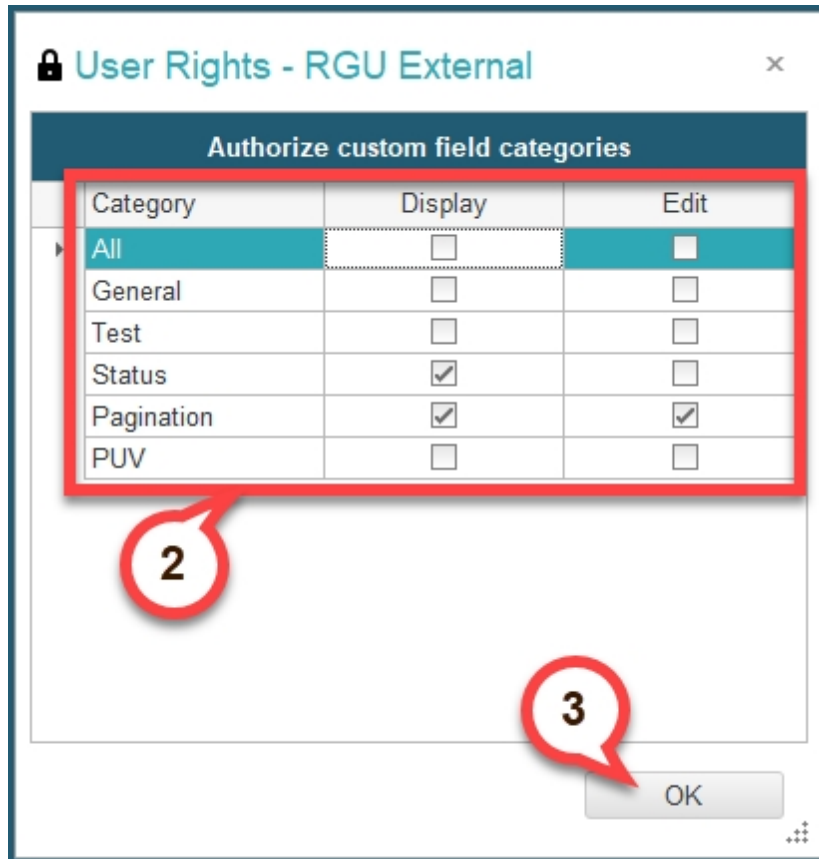 User Rights - RGU External
Authorize custom field categories
Category Display Edit
All
General
Test
Status
Pagination
PUV
2
3
OK